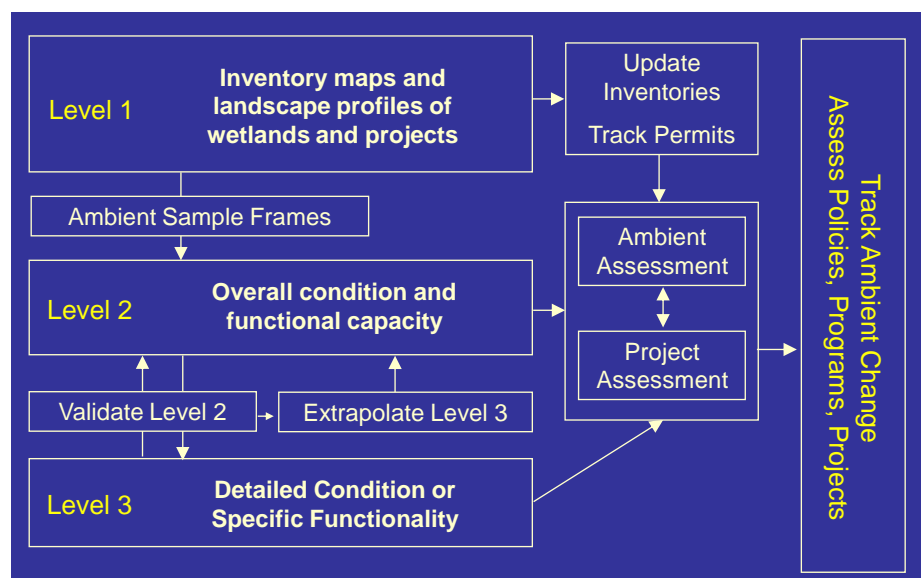 Level 1
Inventory maps and
landscape profiles of
wetlands and projects
Update
Inventories
Track Permits
Ambient Sample Frames
Ambient
Assessment
Level 2
Overall condition and
functional capacity
Project
Assessment
Validate Level 2
Extrapolate Level 3
Level 3
Detailed Condition or
Specific Functionality
Track Ambient Change
Assess Policies, Programs, Projects